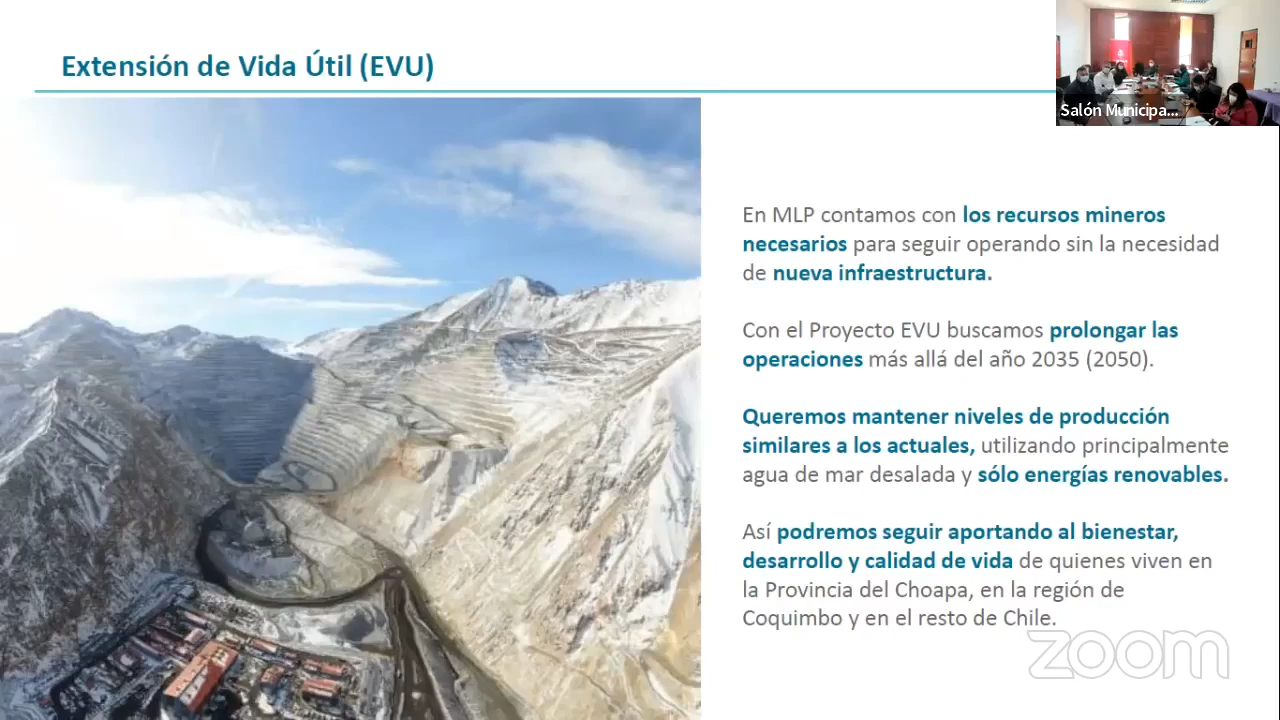 Extensión de Vida Útil (EVU)
Salón Municipa...
En MLP contamos con los recursos mineros
necesarios para seguir operando sin la necesidad
de nueva infraestructura.
Con el Proyecto EVU buscamos prolongar las
operaciones más allá del año 2035 (2050).
Queremos mantener niveles de producción
similares a los actuales, utilizando principalmente
agua de mar desalada y sólo energías renovables.
Así podremos seguir aportando al bienestar,
desarrollo y calidad de vida de quienes viven en
la Provincia del Choapa, en la región de
Coquimbo y en el resto de Chile.
zoom